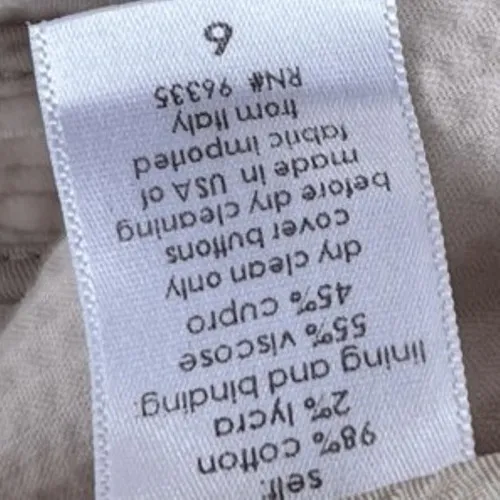 self:
98% cotton
2% lycra
lining and binding:
55% viscose
45% cupro
dry clean only
cover buttons
before dry cleaning
made in USA of
fabric imported
from Italy
RN# 96335
6